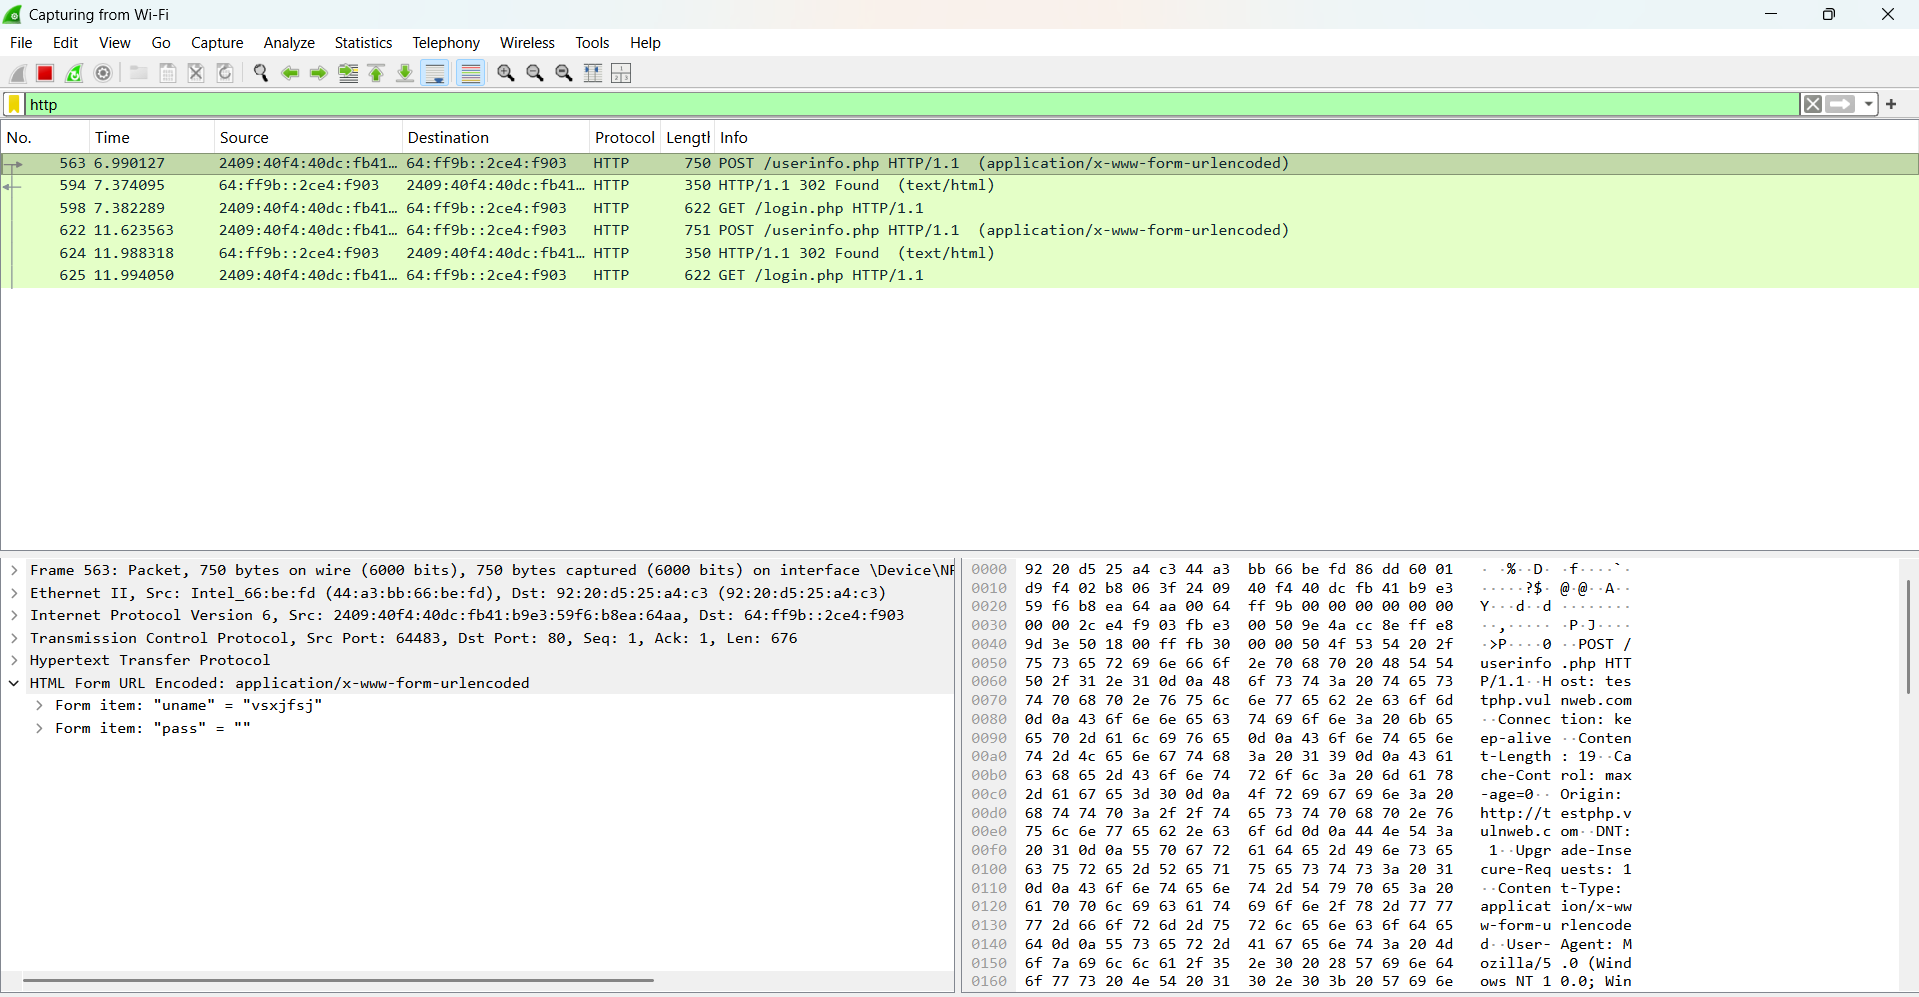 Capturing from Wi-Fi
File Edit View Go Capture Analyze Statistics Telephony Wireless Tools Help
http
No. Time Source Destination Protocol Length Info
563 6.990127 2409:40f4:40dc:fb41… 64:ff9b::2ce4:f903 HTTP 750 POST /userinfo.php HTTP/1.1 (application/x-www-form-urlencoded)
594 7.374095 64:ff9b::2ce4:f903 2409:40f4:40dc:fb41… HTTP 350 HTTP/1.1 302 Found (text/html)
598 7.382289 2409:40f4:40dc:fb41… 64:ff9b::2ce4:f903 HTTP 622 GET /login.php HTTP/1.1
622 11.623563 2409:40f4:40dc:fb41… 64:ff9b::2ce4:f903 HTTP 751 POST /userinfo.php HTTP/1.1 (application/x-www-form-urlencoded)
624 11.988318 64:ff9b::2ce4:f903 2409:40f4:40dc:fb41… HTTP 350 HTTP/1.1 302 Found (text/html)
625 11.994050 2409:40f4:40dc:fb41… 64:ff9b::2ce4:f903 HTTP 622 GET /login.php HTTP/1.1
Frame 563: Packet, 750 bytes on wire (6000 bits), 750 bytes captured (6000 bits) on interface \Device\NF
Ethernet II, Src: Intel_66:be:fd (44:a3:bb:66:be:fd), Dst: 92:20:d5:25:a4:c3 (92:20:d5:25:a4:c3)
Internet Protocol Version 6, Src: 2409:40f4:40dc:fb41:b9e3:59f6:b8ea:64aa, Dst: 64:ff9b::2ce4:f903
Transmission Control Protocol, Src Port: 64483, Dst Port: 80, Seq: 1, Ack: 1, Len: 676
Hypertext Transfer Protocol
HTML Form URL Encoded: application/x-www-form-urlencoded
Form item: "uname" = "vsxjfsj"
Form item: "pass" = ""
0000 92 20 d5 25 a4 c3 44 a3 bb 66 be fd 86 dd 60 01 · ·%··D· ·f····`·
0010 d9 f4 02 b8 06 3f 24 09 40 f4 40 dc fb 41 b9 e3 ·····?$· @·@··A··
0020 59 f6 b8 ea 64 aa 00 64 ff 9b 00 00 00 00 00 00 Y···d··d ········
0030 00 00 2c e4 f9 03 fb e3 00 50 9e 4a cc 8e ff e8 ··,····· ·P·J····
0040 9d 3e 50 18 00 ff fb 30 00 00 50 4f 53 54 20 2f ·>P····0 ··POST /
0050 75 73 65 72 69 6e 66 6f 2e 70 68 70 20 48 54 54 userinfo .php HTT
0060 50 2f 31 2e 31 0d 0a 48 6f 73 74 3a 20 74 65 73 P/1.1··H ost: tes
0070 74 70 68 70 2e 76 75 6c 6e 77 65 62 2e 63 6f 6d tphp.vul nweb.com
0080 0d 0a 43 6f 6e 6e 65 63 74 69 6f 6e 3a 20 6b 65 ··Connec tion: ke
0090 65 70 2d 61 6c 69 76 65 0d 0a 43 6f 6e 74 65 6e ep-alive ··Conten
00a0 74 2d 4c 65 6e 67 74 68 3a 20 31 39 0d 0a 43 61 t-Length : 19··Ca
00b0 63 68 65 2d 43 6f 6e 74 72 6f 6c 3a 20 6d 61 78 che-Cont rol: max
00c0 2d 61 67 65 3d 30 0d 0a 4f 72 69 67 69 6e 3a 20 -age=0·· Origin:
00d0 68 74 74 70 3a 2f 2f 74 65 73 74 70 68 70 2e 76 http://t estphp.v
00e0 75 6c 6e 77 65 62 2e 63 6f 6d 0d 0a 44 4e 54 3a ulnweb.c om··DNT:
00f0 20 31 0d 0a 55 70 67 72 61 64 65 2d 49 6e 73 65 1··Upgr ade-Inse
0100 63 75 72 65 2d 52 65 71 75 65 73 74 73 3a 20 31 cure-Req uests: 1
0110 0d 0a 43 6f 6e 74 65 6e 74 2d 54 79 70 65 3a 20 ··Conten t-Type:
0120 61 70 70 6c 69 63 61 74 69 6f 6e 2f 78 2d 77 77 applicat ion/x-ww
0130 77 2d 66 6f 72 6d 2d 75 72 6c 65 6e 63 6f 64 65 w-form-u rlencode
0140 64 0d 0a 55 73 65 72 2d 41 67 65 6e 74 3a 20 4d d··User- Agent: M
0150 6f 7a 69 6c 6c 61 2f 35 2e 30 20 28 57 69 6e 64 ozilla/5 .0 (Wind
0160 6f 77 73 20 4e 54 20 31 30 2e 30 3b 20 57 69 6e ows NT 1 0.0; Win